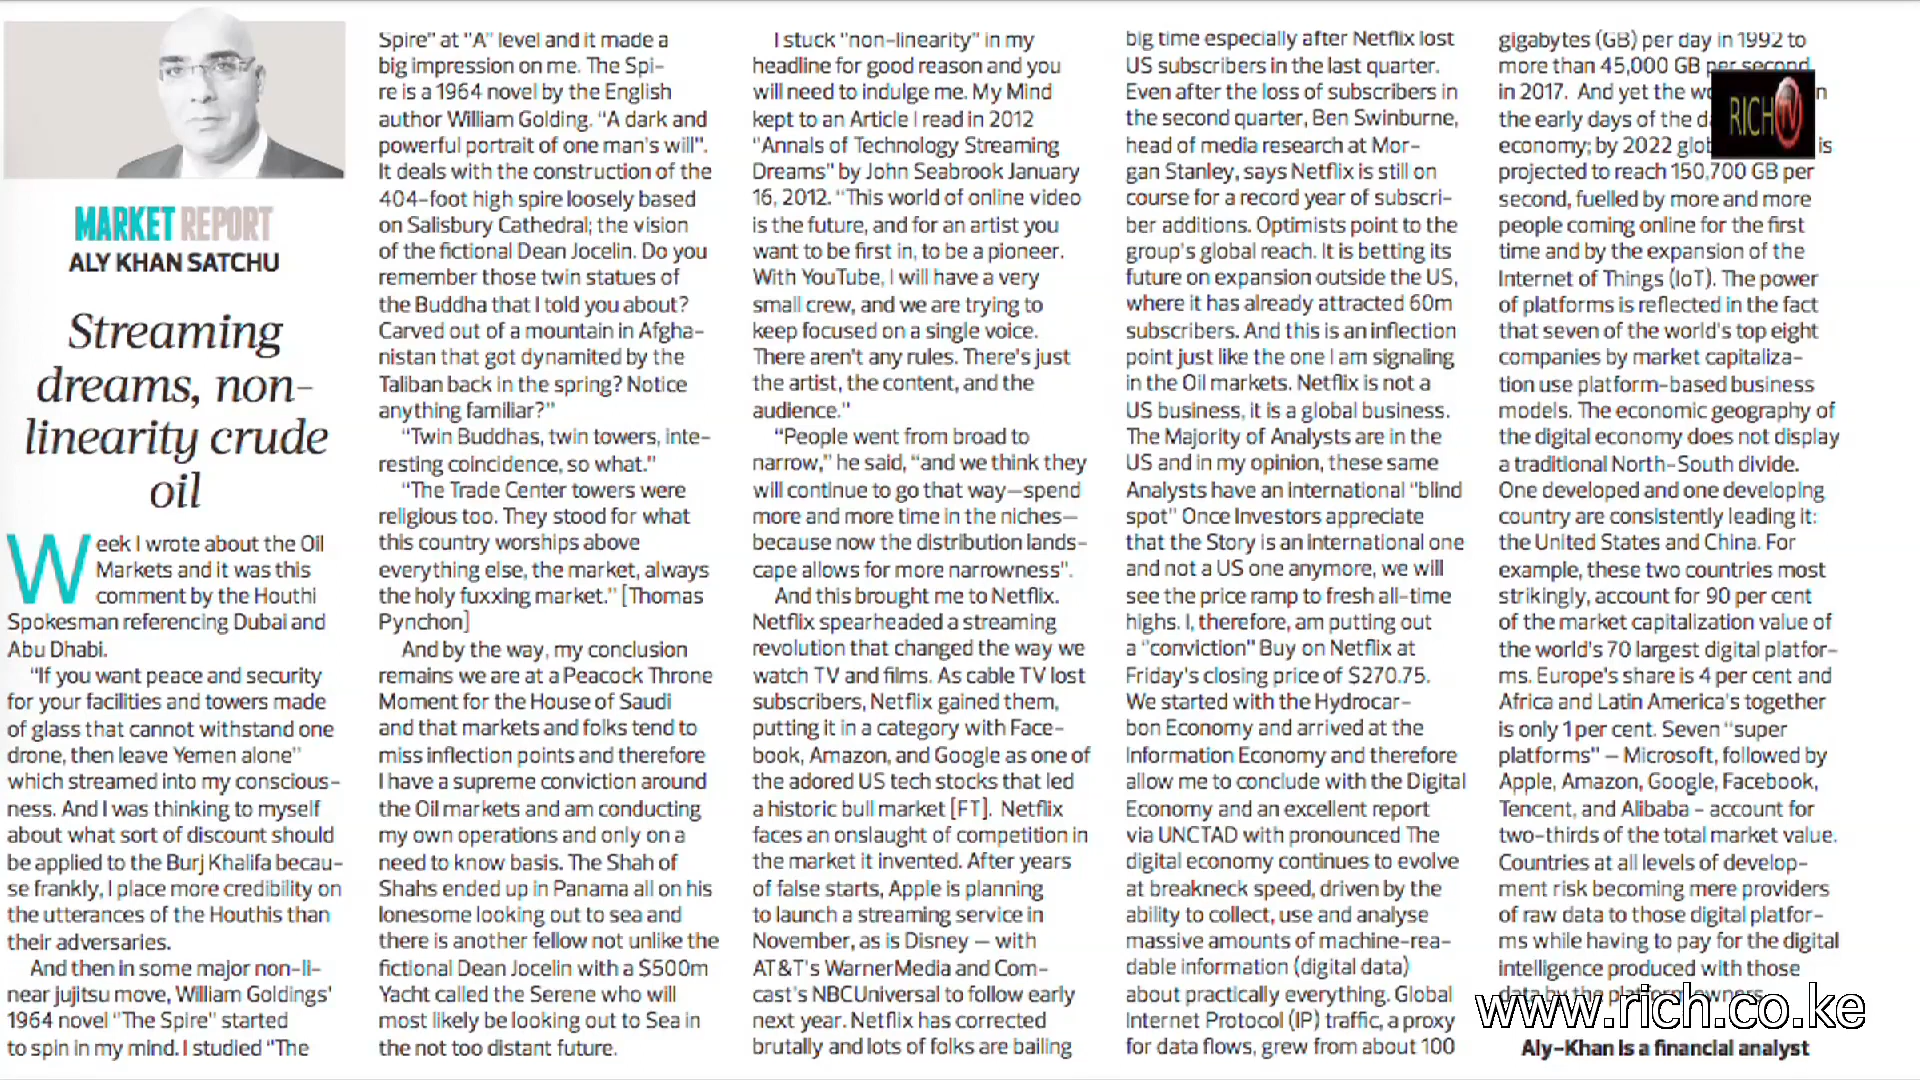 MARKET REPORT
ALY KHAN SATCHU
Streaming
dreams, non-
linearity crude
oil
Week I wrote about the Oil
Markets and it was this
comment by the Houthi
Spokesman referencing Dubai and
Abu Dhabi.
"If you want peace and security
for your facilities and towers made
of glass that cannot withstand one
drone, then leave Yemen alone"
which streamed into my conscious-
ness. And I was thinking to myself
about what sort of discount should
be applied to the Burj Khalifa becau-
se frankly, I place more credibility on
the utterances of the Houthis than
their adversaries.
And then in some major non-li-
near jujitsu move, William Goldings'
1964 novel "The Spire" started
to spin in my mind. I studied "The
Spire" at "A" level and it made a
big impression on me. The Spi-
re is a 1964 novel by the English
author William Golding. "A dark and
powerful portrait of one man's will".
It deals with the construction of the
404-foot high spire loosely based
on Salisbury Cathedral; the vision
of the fictional Dean Jocelin. Do you
remember those twin statues of
the Buddha that I told you about?
Carved out of a mountain in Afgha-
nistan that got dynamited by the
Taliban back in the spring? Notice
anything familiar?"
"Twin Buddhas, twin towers, inte-
resting coincidence, so what."
"The Trade Center towers were
religious too. They stood for what
this country worships above
everything else, the market, always
the holy fuxxing market." [Thomas
Pynchon]
And by the way, my conclusion
remains we are at a Peacock Throne
Moment for the House of Saudi
and that markets and folks tend to
miss inflection points and therefore
I have a supreme conviction around
the Oil markets and am conducting
my own operations and only on a
need to know basis. The Shah of
Shahs ended up in Panama all on his
lonesome looking out to sea and
there is another fellow not unlike the
fictional Dean Jocelin with a $500m
Yacht called the Serene who will
most likely be looking out to Sea in
the not too distant future.
I stuck "non-linearity" in my
headline for good reason and you
will need to indulge me. My Mind
kept to an Article I read in 2012
"Annals of Technology Streaming
Dreams" by John Seabrook January
16, 2012. "This world of online video
is the future, and for an artist you
want to be first in, to be a pioneer.
With YouTube, I will have a very
small crew, and we are trying to
keep focused on a single voice.
There aren't any rules. There's just
the artist, the content, and the
audience."
"People went from broad to
narrow," he said, "and we think they
will continue to go that way—spend
more and more time in the niches—
because now the distribution lands-
cape allows for more narrowness".
And this brought me to Netflix.
Netflix spearheaded a streaming
revolution that changed the way we
watch TV and films. As cable TV lost
subscribers, Netflix gained them,
putting it in a category with Face-
book, Amazon, and Google as one of
the adored US tech stocks that led
a historic bull market [FT]. Netflix
faces an onslaught of competition in
the market it invented. After years
of false starts, Apple is planning
to launch a streaming service in
November, as is Disney — with
AT&T's WarnerMedia and Com-
cast's NBCUniversal to follow early
next year. Netflix has corrected
brutally and lots of folks are bailing
big time especially after Netflix lost
US subscribers in the last quarter.
Even after the loss of subscribers in
the second quarter, Ben Swinburne,
head of media research at Mor-
gan Stanley, says Netflix is still on
course for a record year of subscri-
ber additions. Optimists point to the
group's global reach. It is betting its
future on expansion outside the US,
where it has already attracted 60m
subscribers. And this is an inflection
point just like the one I am signaling
in the Oil markets. Netflix is not a
US business, it is a global business.
The Majority of Analysts are in the
US and in my opinion, these same
Analysts have an international "blind
spot" Once Investors appreciate
that the Story is an international one
and not a US one anymore, we will
see the price ramp to fresh all-time
highs. I, therefore, am putting out
a "conviction" Buy on Netflix at
Friday's closing price of $270.75.
We started with the Hydrocar-
bon Economy and arrived at the
Information Economy and therefore
allow me to conclude with the Digital
Economy and an excellent report
via UNCTAD with pronounced The
digital economy continues to evolve
at breakneck speed, driven by the
ability to collect, use and analyse
massive amounts of machine-rea-
dable information (digital data)
about practically everything. Global
Internet Protocol (IP) traffic, a proxy
for data flows, grew from about 100
gigabytes (GB) per day in 1992 to
more than 45,000 GB per second
in 2017. And yet the
the early days of the
economy; by 2022 is
projected to reach 150,700 GB per
second, fuelled by more and more
people coming online for the first
time and by the expansion of the
Internet of Things (IoT). The power
of platforms is reflected in the fact
that seven of the world's top eight
companies by market capitaliza-
tion use platform-based business
models. The economic geography of
the digital economy does not display
a traditional North-South divide.
One developed and one developing
country are consistently leading it:
the United States and China. For
example, these two countries most
strikingly, account for 90 per cent
of the market capitalization value of
the world's 70 largest digital platfor-
ms. Europe's share is 4 per cent and
Africa and Latin America's together
is only 1 per cent. Seven "super
platforms" — Microsoft, followed by
Apple, Amazon, Google, Facebook,
Tencent, and Alibaba - account for
two-thirds of the total market value.
Countries at all levels of develop-
ment risk becoming mere providers
of raw data to those digital platfor-
ms while having to pay for the digital
intelligence produced with those
data by the platform owners
Aly-Khan is a financial analyst
RICH TV
www.rich.co.ke